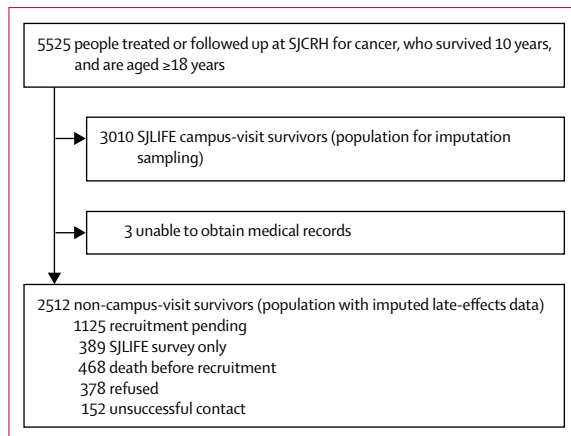 5525 people treated or followed up at SJCRH for cancer, who survived 10 years,
and are aged ≥18 years
3010 SJLIFE campus-visit survivors (population for imputation
sampling)
3 unable to obtain medical records
2512 non-campus-visit survivors (population with imputed late-effects data)
1125 recruitment pending
389 SJLIFE survey only
468 death before recruitment
378 refused
152 unsuccessful contact